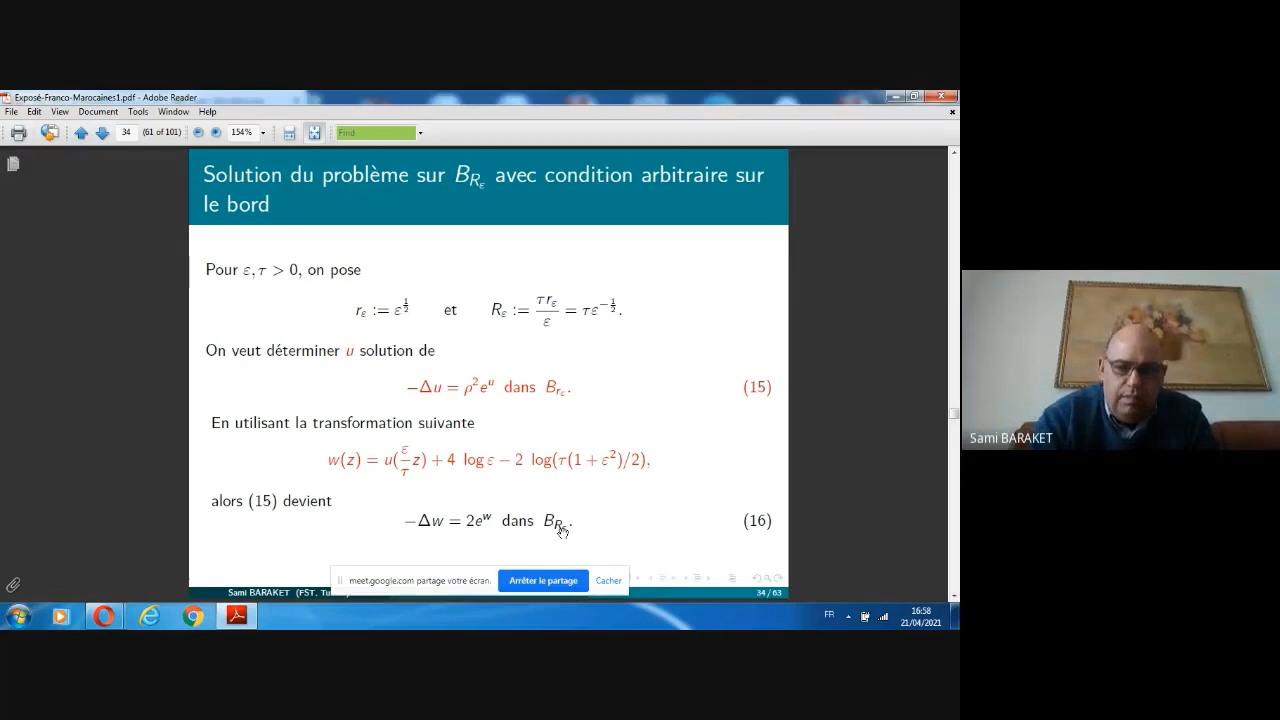 Exposé-Franco-Marocaines1.pdf - Adobe Reader
File Edit View Document Tools Window Help
34 (61 of 101) 154% Find
Solution du problème sur B_{R_ε} avec condition arbitraire sur
le bord
Pour ε, τ > 0, on pose
r_ε := ε^{1/2} et R_ε := τr_ε/ε = τε^{-1/2}.
On veut déterminer u solution de
−Δu = ρ²e^u dans B_{r_ε}. (15)
En utilisant la transformation suivante
w(z) = u(ε/τ z) + 4 log ε − 2 log(τ(1 + ε²)/2),
alors (15) devient
−Δw = 2e^w dans B_{R_ε}. (16)
meet.google.com partage votre écran. Arrêter le partage Cacher
Sami BARAKET (FST, 34 / 63
FR 16:58
21/04/2021
Sami BARAKET